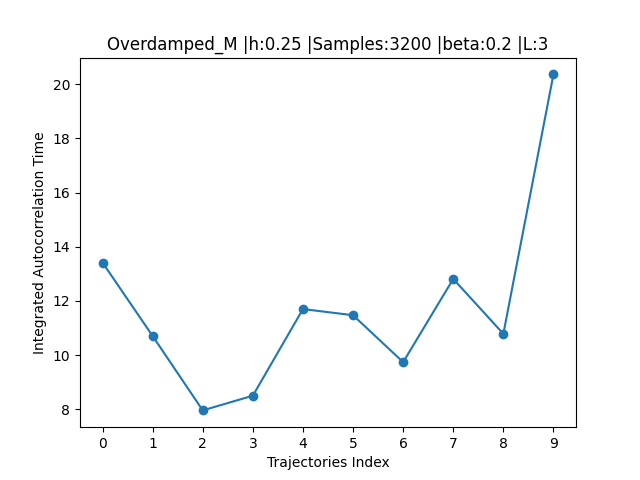 Overdamped_M |h:0.25 |Samples:3200 |beta:0.2 |L:3
Integrated Autocorrelation Time
20
18
16
14
12
10
8
0 1 2 3 4 5 6 7 8 9
Trajectories Index